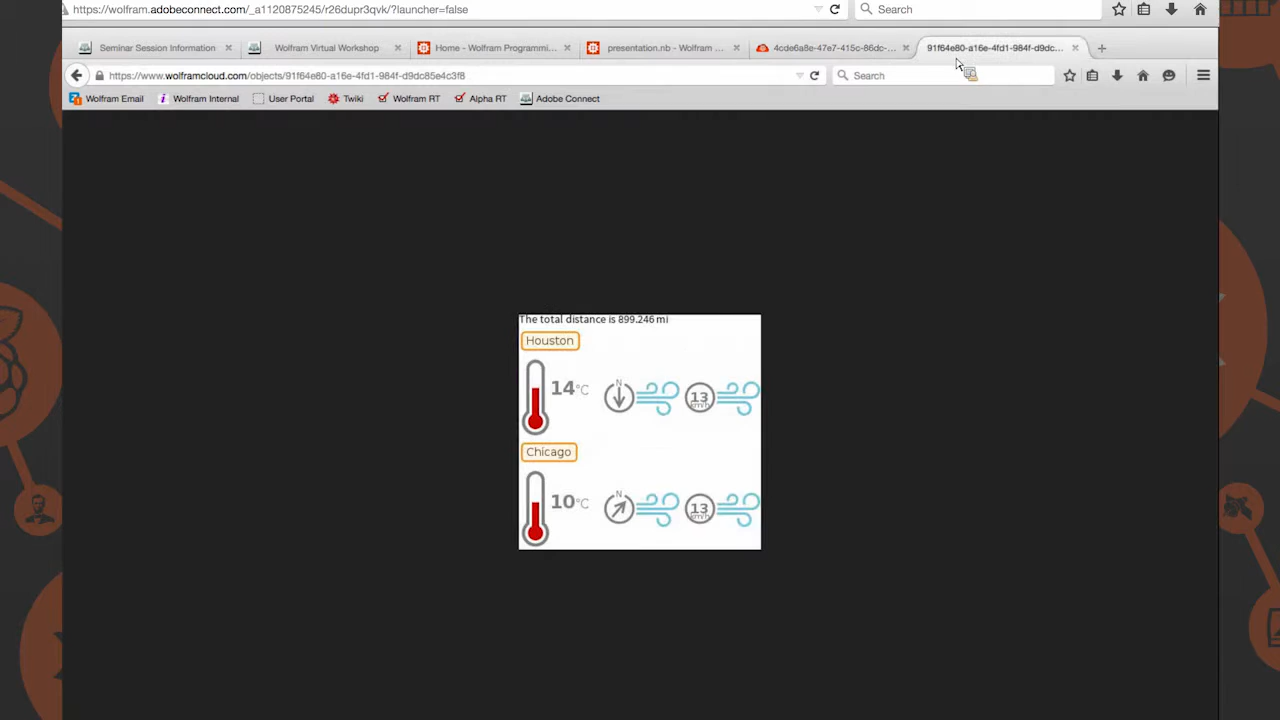 https://wolfram.adobeconnect.com/_a1120875245/r26dupr3qvk/?launcher=false
Search
Seminar Session Information
Wolfram Virtual Workshop
Home - Wolfram Programmi...
presentation.nb - Wolfram ...
4cde6a8e-47e7-415c-86dc-...
91f64e80-a16e-4fd1-984f-d9dc...
https://www.wolframcloud.com/objects/91f64e80-a16e-4fd1-984f-d9dc85e4c3f8
Search
Wolfram Email
Wolfram Internal
User Portal
Twiki
Wolfram RT
Alpha RT
Adobe Connect
The total distance is 899.246 mi
Houston
14°C
N
13
km/h
Chicago
10°C
N
13
km/h